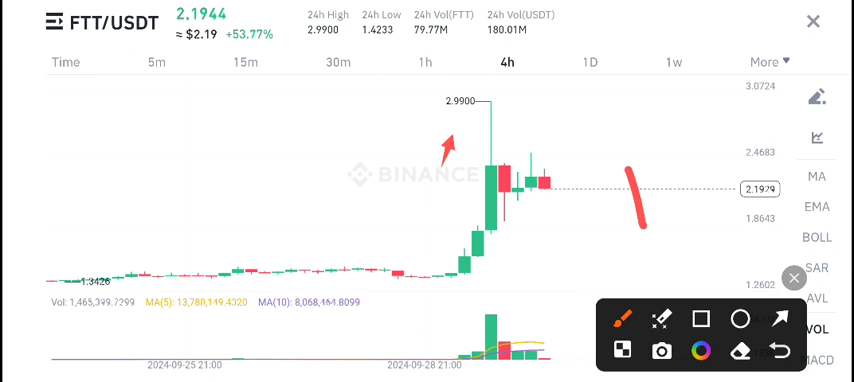 FTT/USDT
2.1944
≈ $2.19 +53.77%
24h High 24h Low 24h Vol(FTT) 24h Vol(USDT)
2.9900 1.4233 79.77M 180.01M
Time 5m 15m 30m 1h 4h 1D 1w More
3.0724
2.9900
2.4683
BINANCE
MA
2.1929
EMA
1.8643
BOLL
SAR
1.3426
1.2602
AVL
Vol: 1,465,399.7299 MA(5): 13,780,149.4320 MA(10): 8,068,464.8099
VOL
MACD
2024-09-25 21:00 2024-09-28 21:00